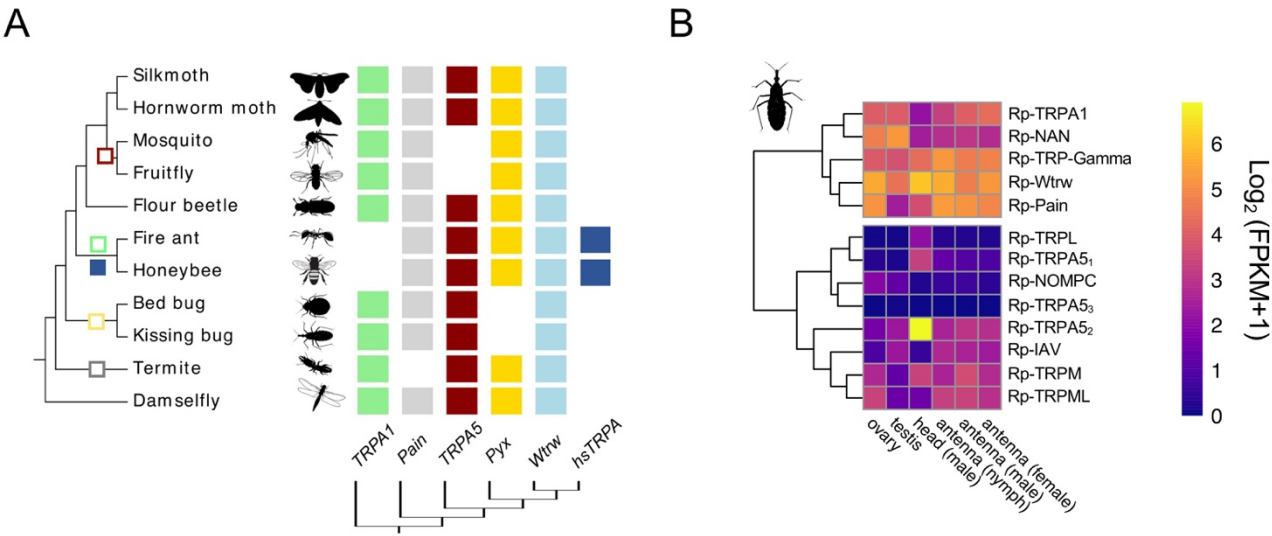 A
B
Silkmoth
Hornworm moth
Mosquito
Fruitfly
Flour beetle
Fire ant
Honeybee
Bed bug
Kissing bug
Termite
Damselfly
TRPA1
Pain
TRPA5
Pyx
Wtrw
hsTRPA
Rp-TRPA1
Rp-NAN
Rp-TRP-Gamma
Rp-Wtrw
Rp-Pain
Rp-TRPL
Rp-TRPA5₁
Rp-NOMPC
Rp-TRPA5₃
Rp-TRPA5₂
Rp-IAV
Rp-TRPM
Rp-TRPML
ovary
testis
head (male)
antenna (nymph)
antenna (male)
antenna (female)
6
5
4
3
2
1
0
Log₂ (FPKM+1)